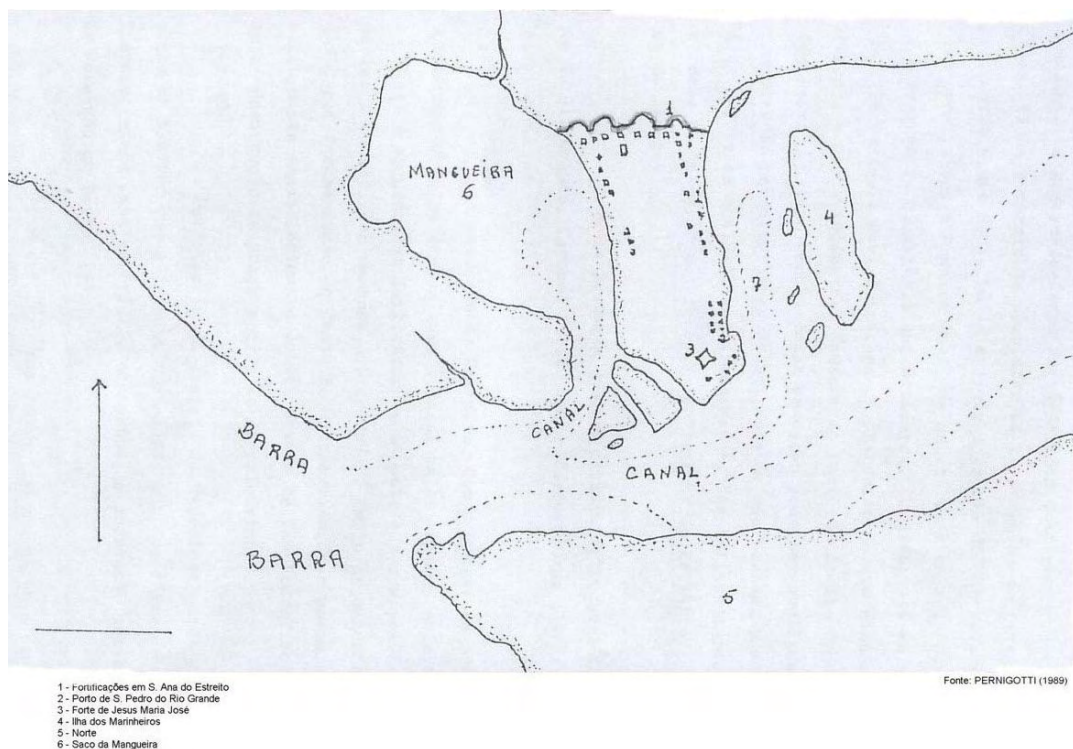 1
MANGUEIRA
6
4
7
3
CANAL
BARRA
CANAL
BARRA
5
1 - Fortificações em S. Ana do Estreito
2 - Porto de S. Pedro do Rio Grande
3 - Forte de Jesus Maria José
4 - Ilha dos Marinheiros
5 - Norte
6 - Saco da Mangueira
Fonte: PERNIGOTTI (1989)